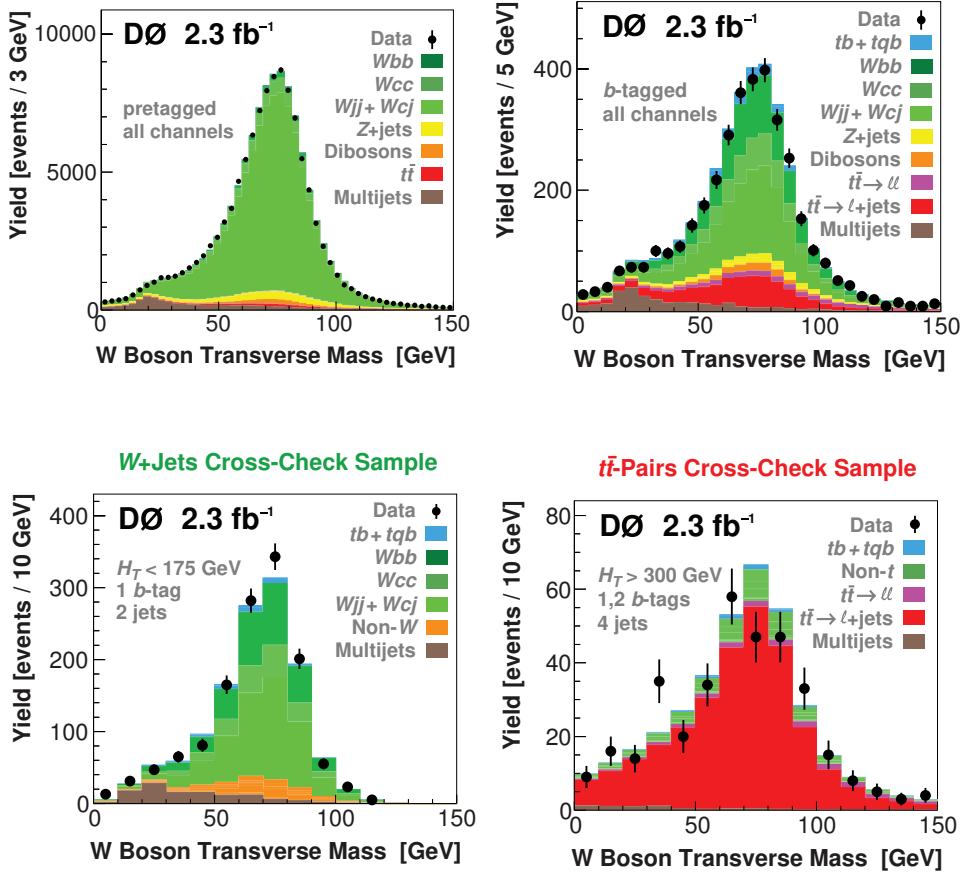 DØ 2.3 fb⁻¹
pretagged
all channels
Data
Wbb
Wcc
Wjj+Wcj
Z+jets
Dibosons
tt̄
Multijets
Yield [events / 3 GeV]
10000
5000
0
0 50 100 150
W Boson Transverse Mass [GeV]
DØ 2.3 fb⁻¹
b-tagged
all channels
Data
tb+tqb
Wbb
Wcc
Wjj+Wcj
Z+jets
Dibosons
tt̄→ℓℓ
tt̄→ℓ+jets
Multijets
Yield [events / 5 GeV]
400
200
0
0 50 100 150
W Boson Transverse Mass [GeV]
W+Jets Cross-Check Sample
DØ 2.3 fb⁻¹
H_T < 175 GeV
1 b-tag
2 jets
Data
tb+tqb
Wbb
Wcc
Wjj+Wcj
Non-W
Multijets
Yield [events / 10 GeV]
400
300
200
100
0
0 50 100 150
W Boson Transverse Mass [GeV]
tt̄-Pairs Cross-Check Sample
DØ 2.3 fb⁻¹
H_T > 300 GeV
1,2 b-tags
4 jets
Data
tb+tqb
Non-t
tt̄→ℓℓ
tt̄→ℓ+jets
Multijets
Yield [events / 10 GeV]
80
60
40
20
0
0 50 100 150
W Boson Transverse Mass [GeV]